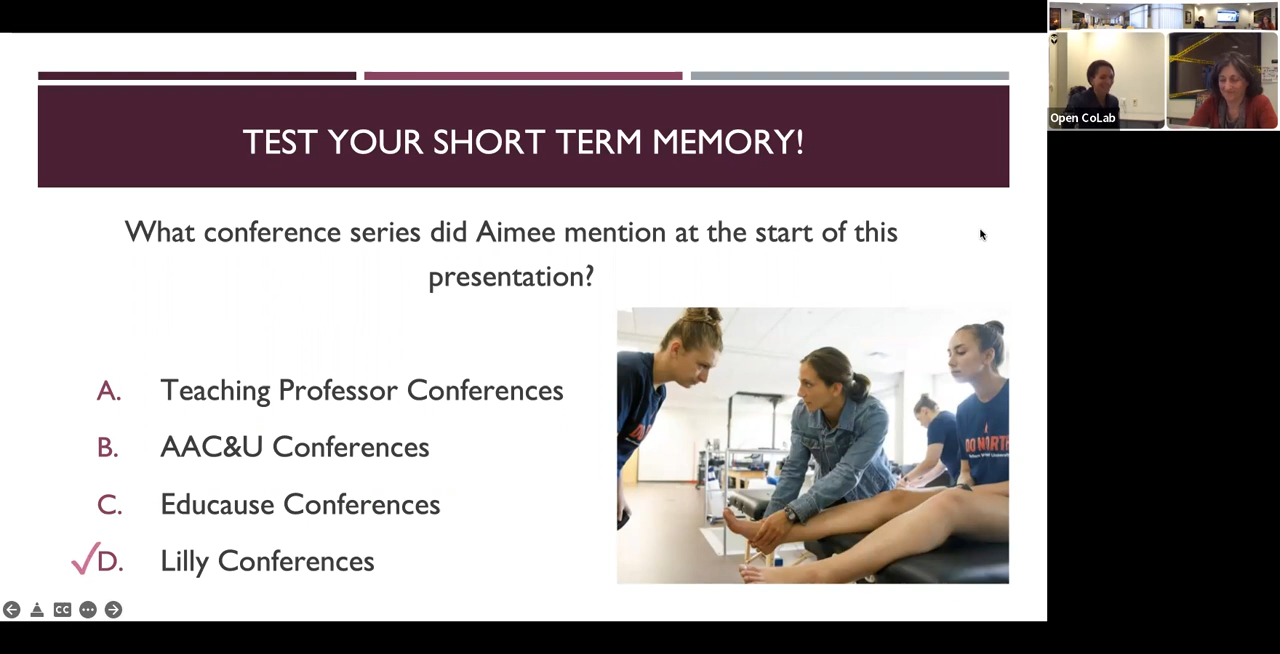 TEST YOUR SHORT TERM MEMORY!
What conference series did Aimee mention at the start of this
presentation?
A. Teaching Professor Conferences
B. AAC&U Conferences
C. Educause Conferences
D. Lilly Conferences
CC
Open CoLab